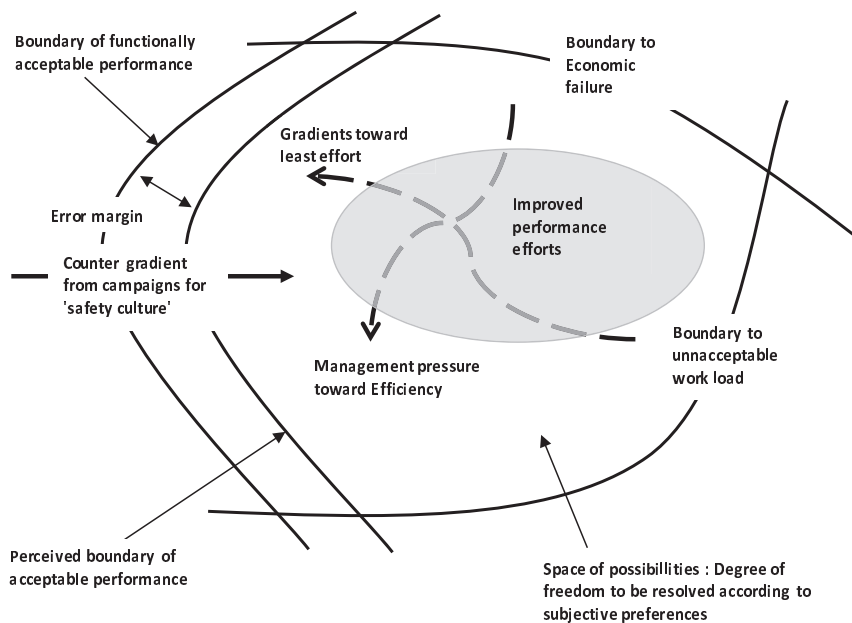 Boundary of functionally
acceptable performance
Boundary to
Economic
failure
Gradients toward
least effort
Improved
performance
efforts
Error margin
Counter gradient
from campaigns for
'safety culture'
Boundary to
unnacceptable
work load
Management pressure
toward Efficiency
Perceived boundary of
acceptable performance
Space of possibillities : Degree of
freedom to be resolved according to
subjective preferences